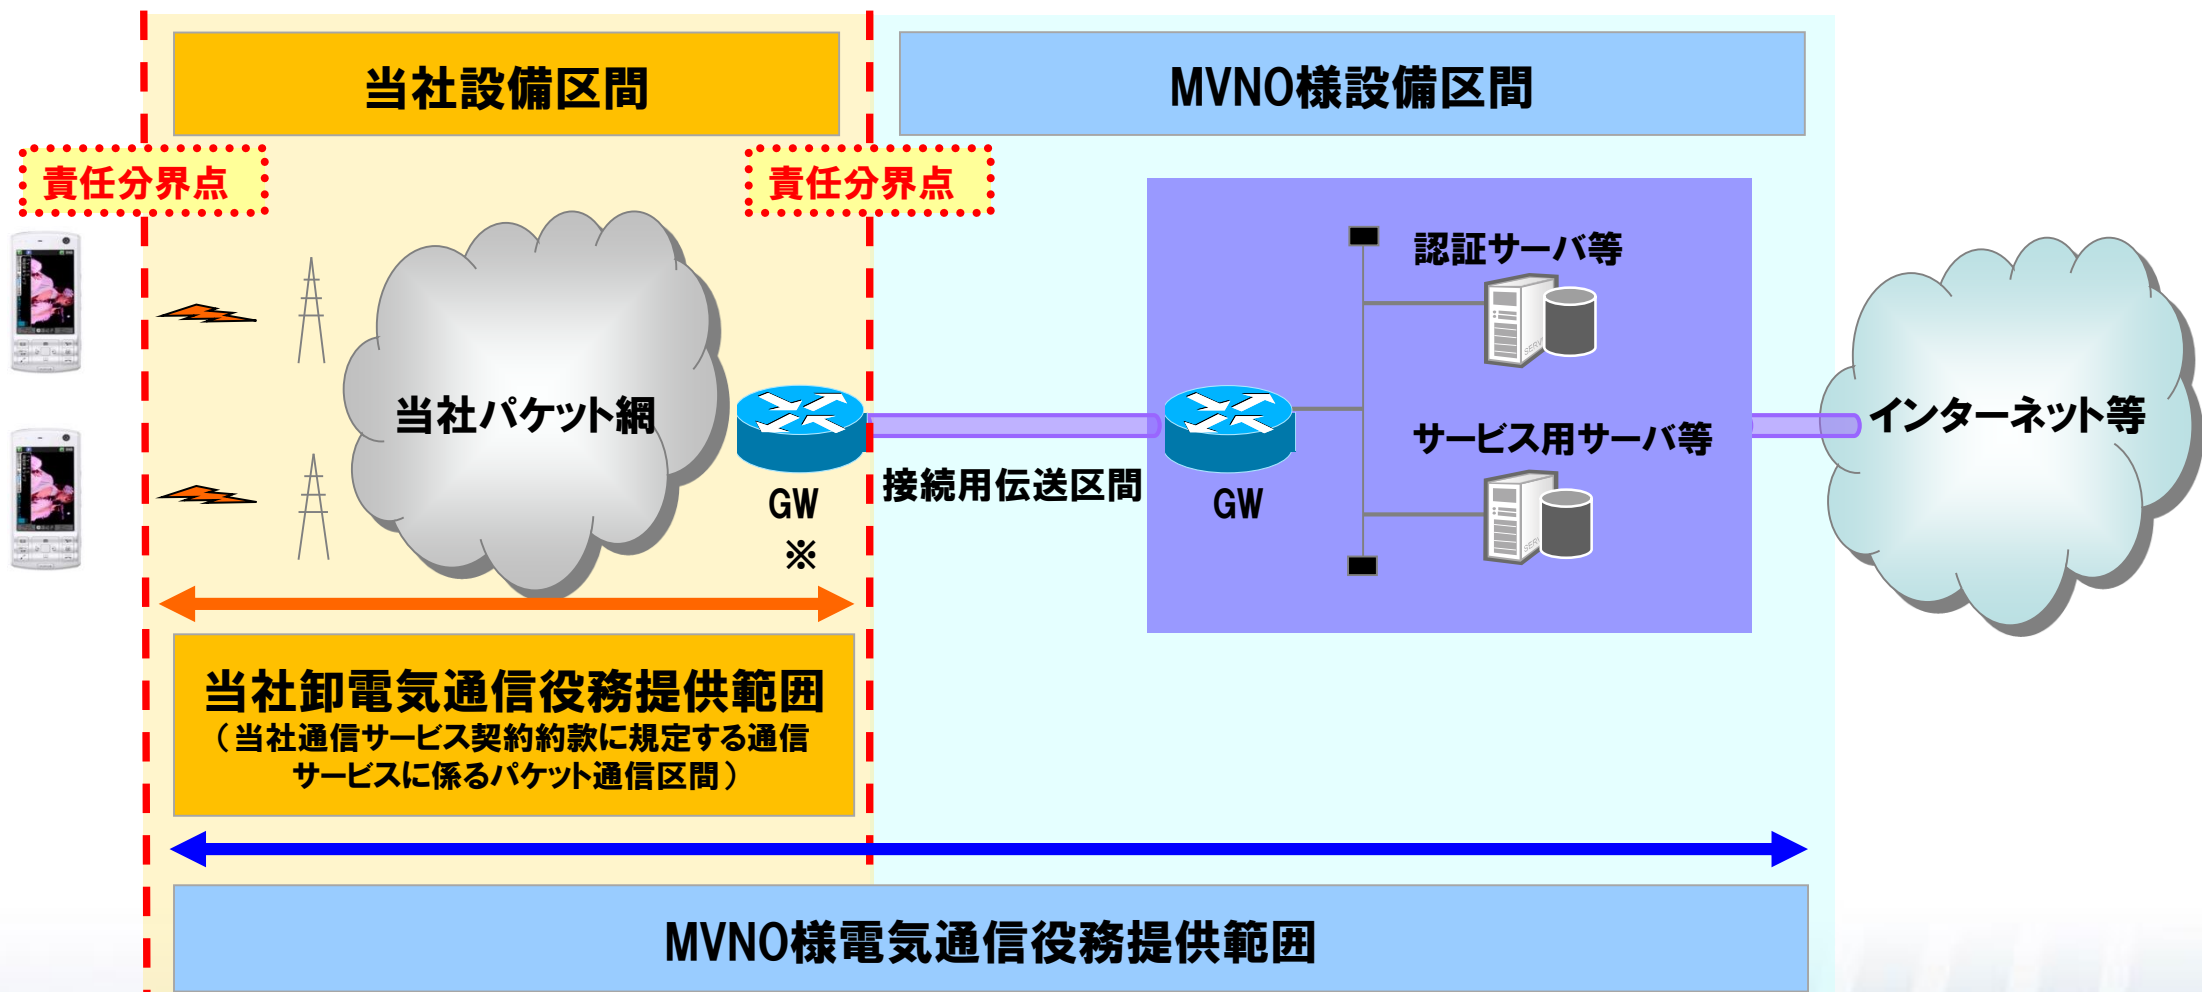 当社設備区間
MVNO様設備区間
責任分界点
責任分界点
認証サーバ等
当社パケット網
サービス用サーバ等
インターネット等
接続用伝送区間
GW
※
GW
当社卸電気通信役務提供範囲
(当社通信サービス契約約款に規定する通信
サービスに係るパケット通信区間)
MVNO様電気通信役務提供範囲